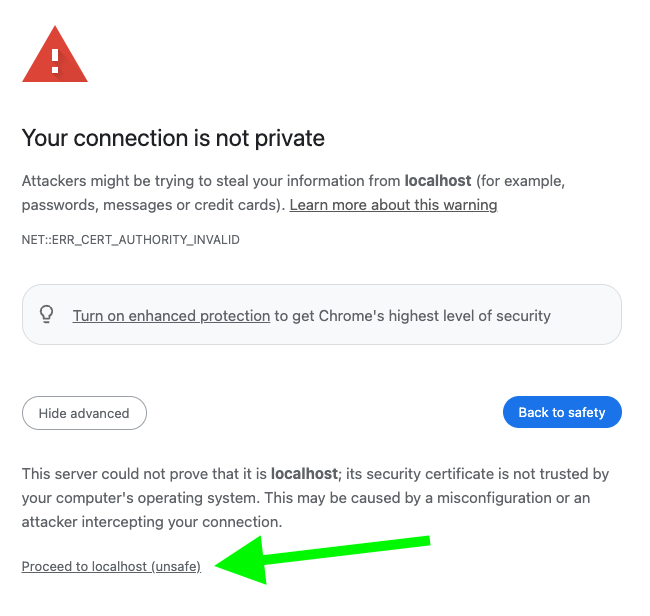 Your connection is not private
Attackers might be trying to steal your information from localhost (for example,
passwords, messages or credit cards). Learn more about this warning
NET::ERR_CERT_AUTHORITY_INVALID
Turn on enhanced protection to get Chrome's highest level of security
Hide advanced
Back to safety
This server could not prove that it is localhost; its security certificate is not trusted by
your computer's operating system. This may be caused by a misconfiguration or an
attacker intercepting your connection.
Proceed to localhost (unsafe)